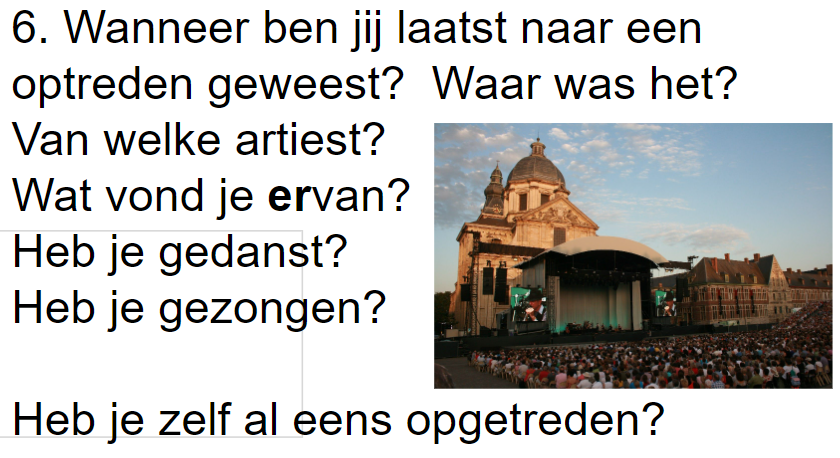 6. Wanneer ben jij laatst naar een
optreden geweest? Waar was het?
Van welke artiest?
Wat vond je ervan?
Heb je gedanst?
Heb je gezongen?
Heb je zelf al eens opgetreden?